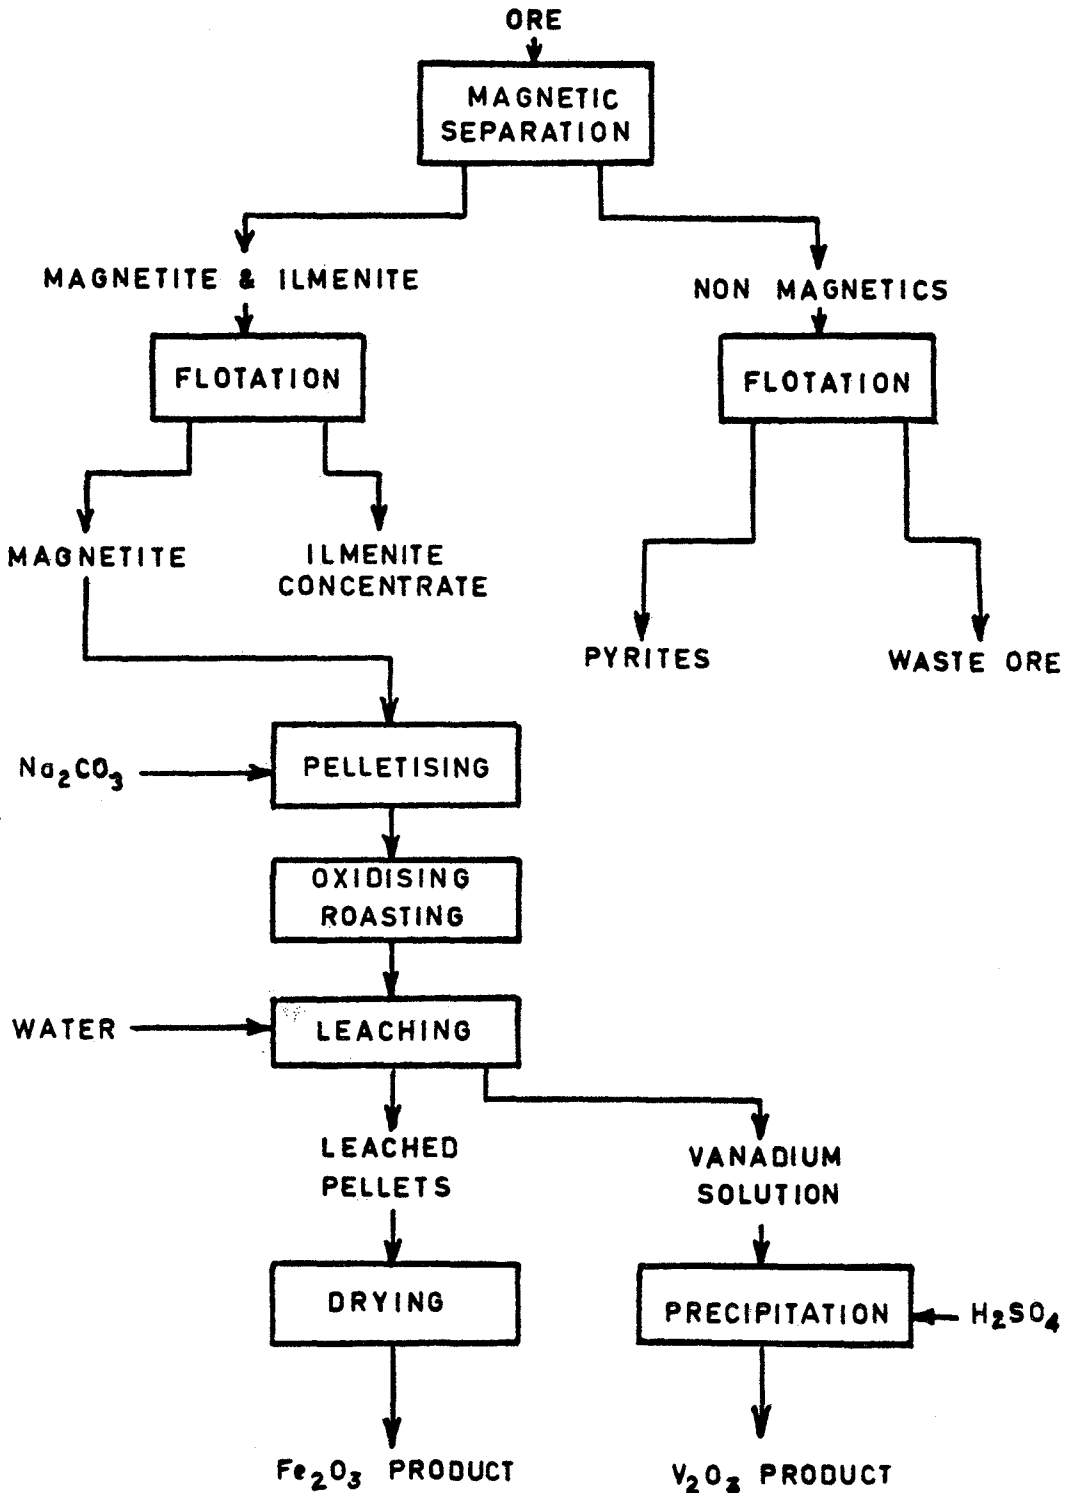 ORE
MAGNETIC
SEPARATION
MAGNETITE & ILMENITE
NON MAGNETICS
FLOTATION
FLOTATION
MAGNETITE
ILMENITE
CONCENTRATE
PYRITES
WASTE ORE
Na₂CO₃
PELLETISING
OXIDISING
ROASTING
WATER
LEACHING
LEACHED
PELLETS
VANADIUM
SOLUTION
DRYING
PRECIPITATION
H₂SO₄
Fe₂O₃ PRODUCT
V₂O₃ PRODUCT